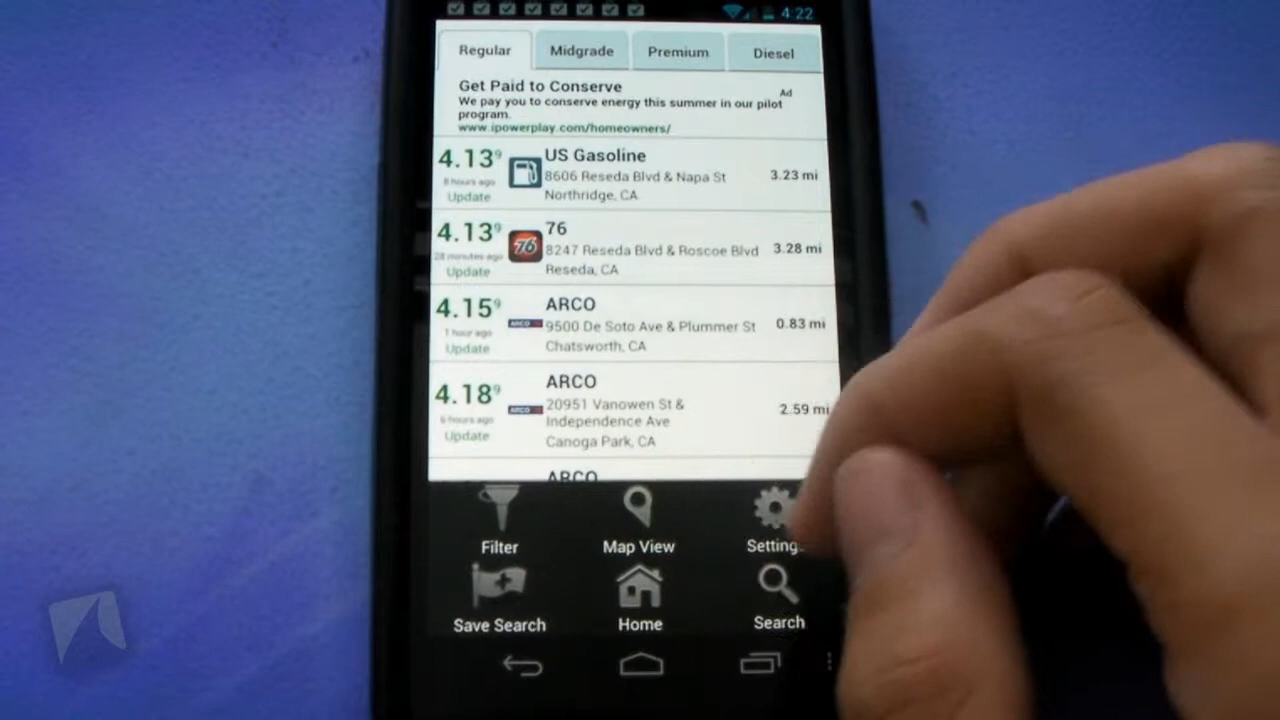 4:22
Regular Midgrade Premium Diesel
Get Paid to Conserve
Ad
We pay you to conserve energy this summer in our pilot
program.
www.ipowerplay.com/homeowners/
4.13⁹ US Gasoline
8606 Reseda Blvd & Napa St 3.23 mi
8 hours ago
Northridge, CA
Update
4.13⁹ 76
76
8247 Reseda Blvd & Roscoe Blvd 3.28 mi
28 minutes ago
Reseda, CA
Update
4.15⁹ ARCO
ARCO 9500 De Soto Ave & Plummer St 0.83 mi
1 hour ago
Chatsworth, CA
Update
4.18⁹ ARCO
ARCO 20951 Vanowen St & 2.59 mi
6 hours ago Independence Ave
Update Canoga Park, CA
ARCO
Filter Map View Settings
Save Search Home Search